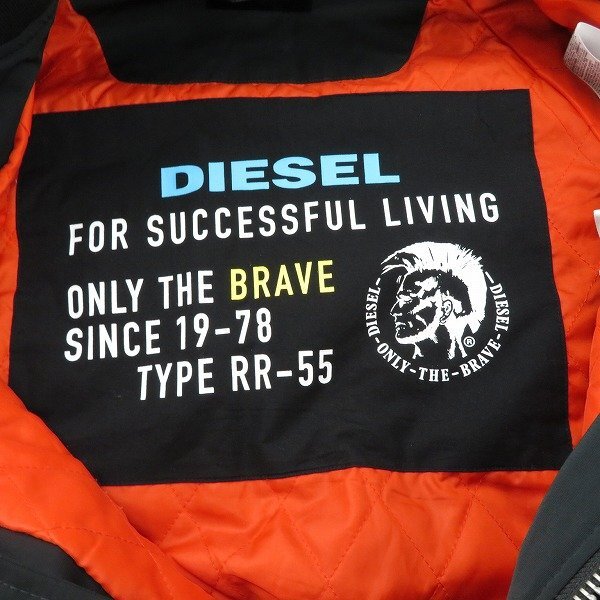 DIESEL
FOR SUCCESSFUL LIVING
ONLY THE BRAVE
SINCE 19-78
TYPE RR-55
DIESEL-ONLY-THE-BRAVE-DIESEL-
®